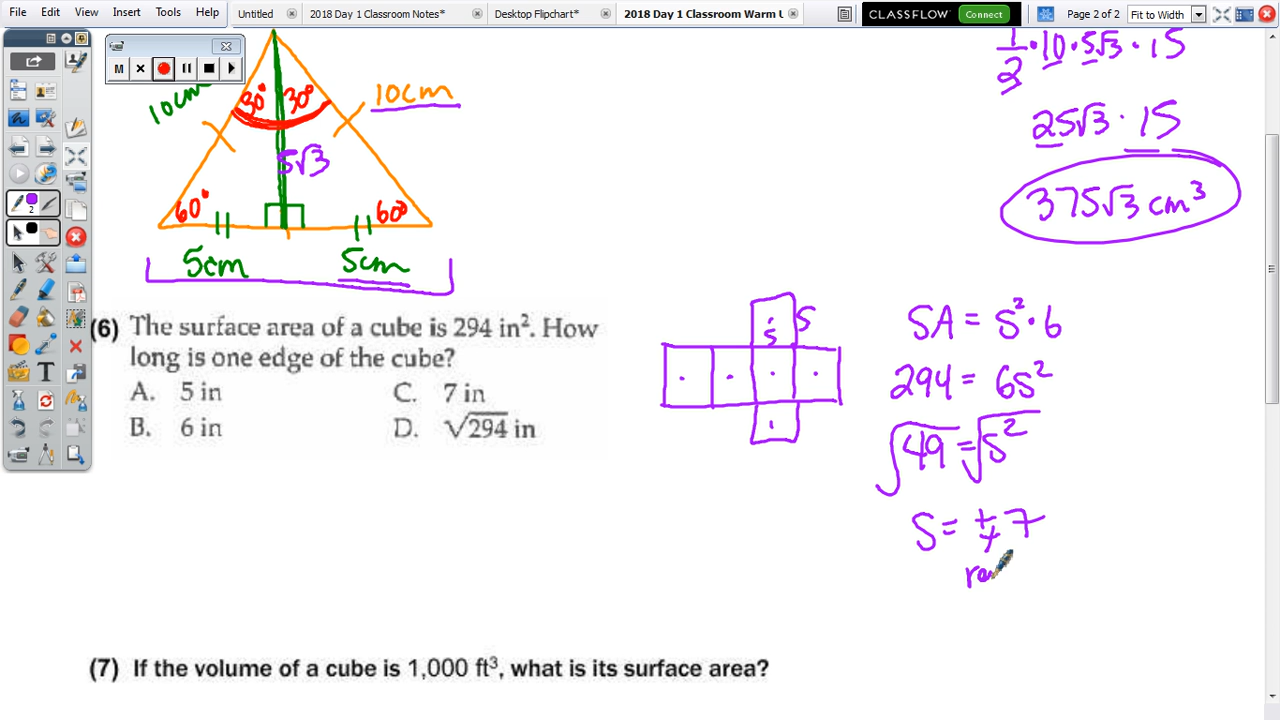 File Edit View Insert Tools Help
Untitled
2018 Day 1 Classroom Notes*
Desktop Flipchart*
2018 Day 1 Classroom Warm U
CLASSFLOW
Connect
Page 2 of 2
Fit to Width
M
10cm
30° 30°
10cm
5√3
60° 60°
5cm 5cm
1/2 · 10 · 5√3 · 15
25√3 · 15
375√3 cm³
(6) The surface area of a cube is 294 in². How
long is one edge of the cube?
A. 5 in
C. 7 in
B. 6 in
D. √294 in
S
S
SA = S² · 6
294 = 6S²
√49 = √S²
S = ±7
(7) If the volume of a cube is 1,000 ft³, what is its surface area?
2
T